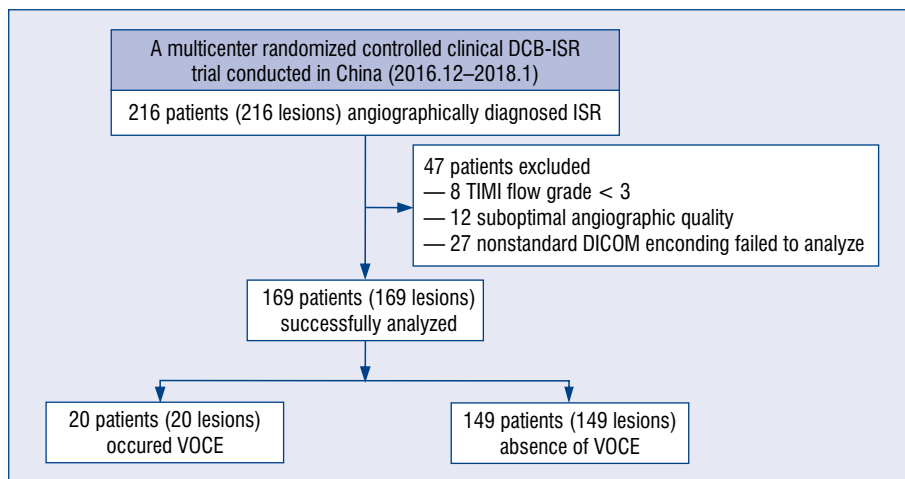 A multicenter randomized controlled clinical DCB-ISR
trial conducted in China (2016.12–2018.1)
216 patients (216 lesions) angiographically diagnosed ISR
47 patients excluded
— 8 TIMI flow grade < 3
— 12 suboptimal angiographic quality
— 27 nonstandard DICOM enconding failed to analyze
169 patients (169 lesions)
successfully analyzed
20 patients (20 lesions)
occured VOCE
149 patients (149 lesions)
absence of VOCE